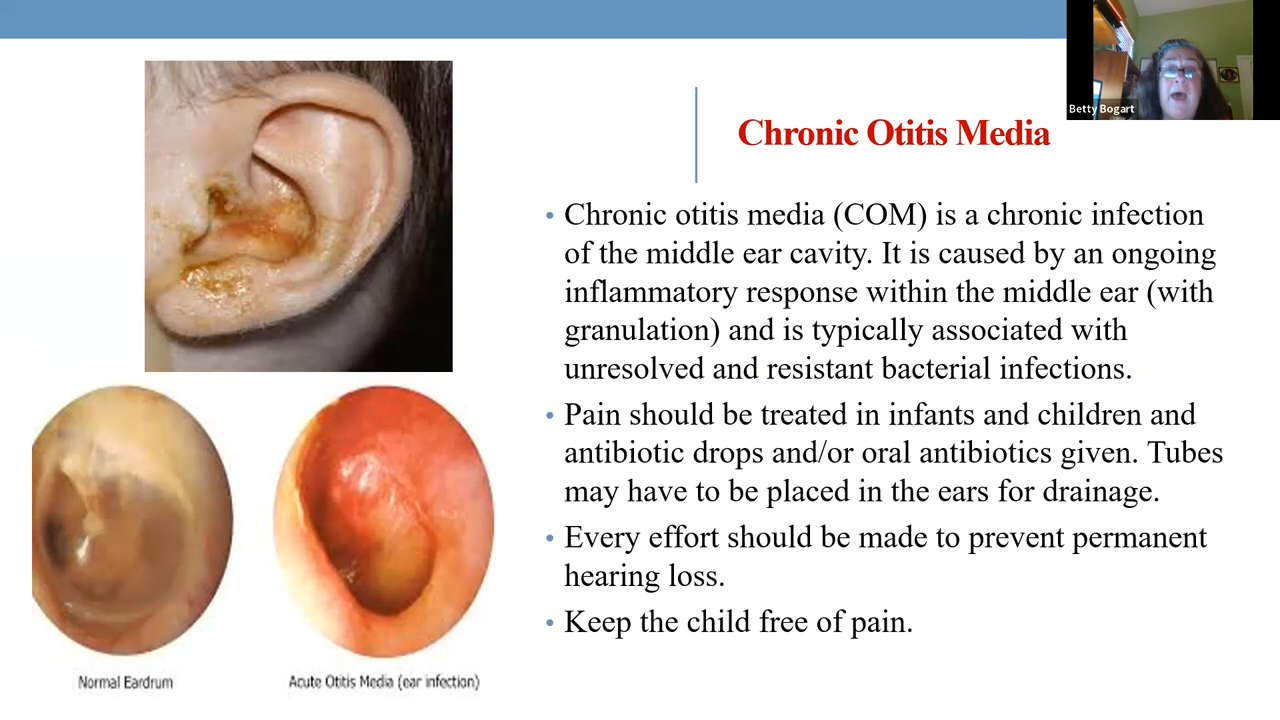 Betty Bogart
Chronic Otitis Media
• Chronic otitis media (COM) is a chronic infection
of the middle ear cavity. It is caused by an ongoing
inflammatory response within the middle ear (with
granulation) and is typically associated with
unresolved and resistant bacterial infections.
• Pain should be treated in infants and children and
antibiotic drops and/or oral antibiotics given. Tubes
may have to be placed in the ears for drainage.
• Every effort should be made to prevent permanent
hearing loss.
• Keep the child free of pain.
Normal Eardrum
Acute Otitis Media (ear infection)